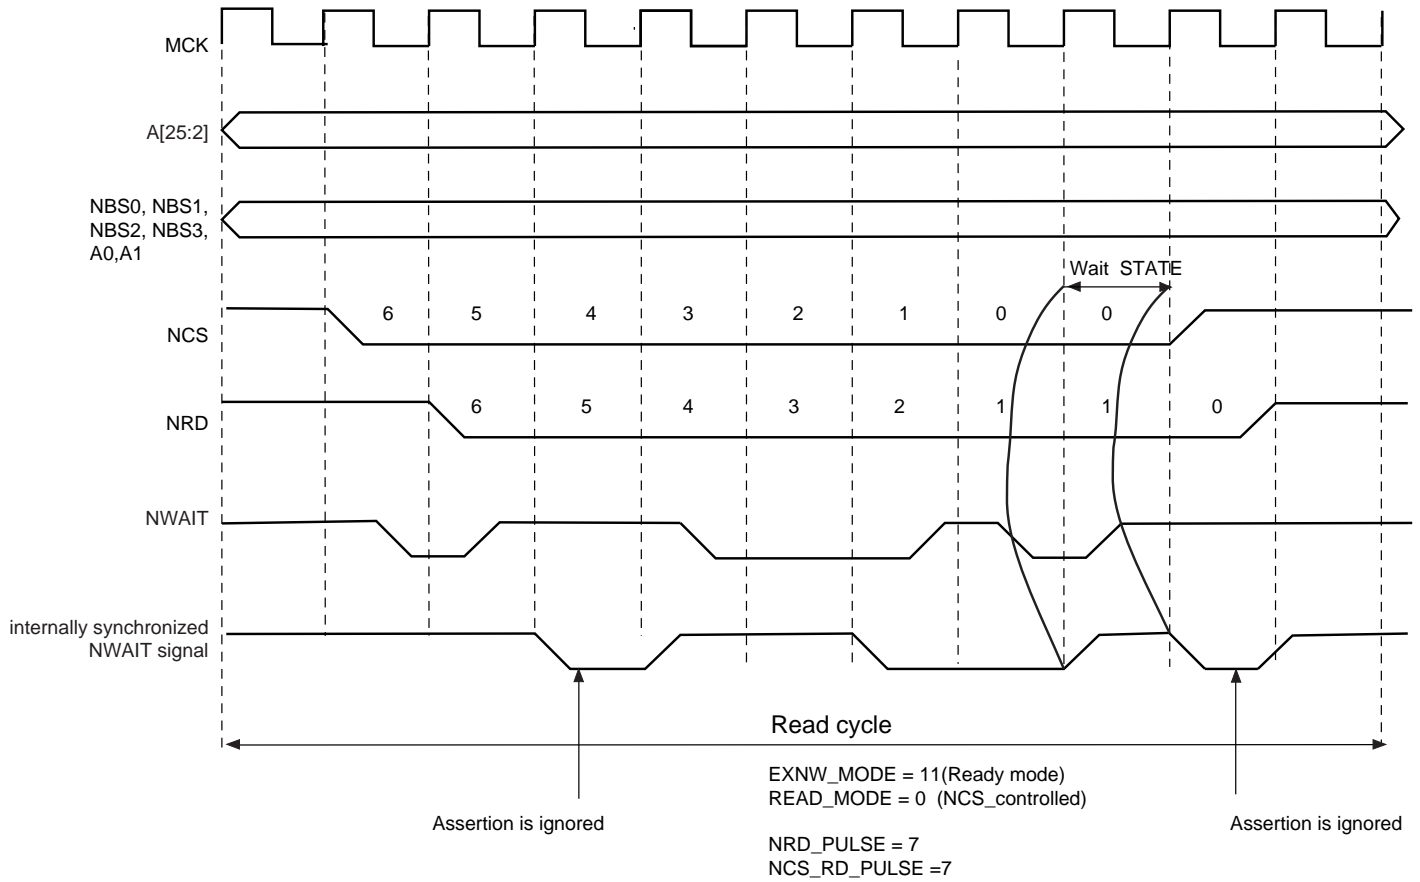 MCK
A[25:2]
NBS0, NBS1,
NBS2, NBS3,
A0,A1
Wait STATE
NCS
6 5 4 3 2 1 0 0
NRD
6 5 4 3 2 1 1 0
NWAIT
internally synchronized
NWAIT signal
Read cycle
EXNW_MODE = 11(Ready mode)
READ_MODE = 0 (NCS_controlled)
Assertion is ignored
Assertion is ignored
NRD_PULSE = 7
NCS_RD_PULSE =7